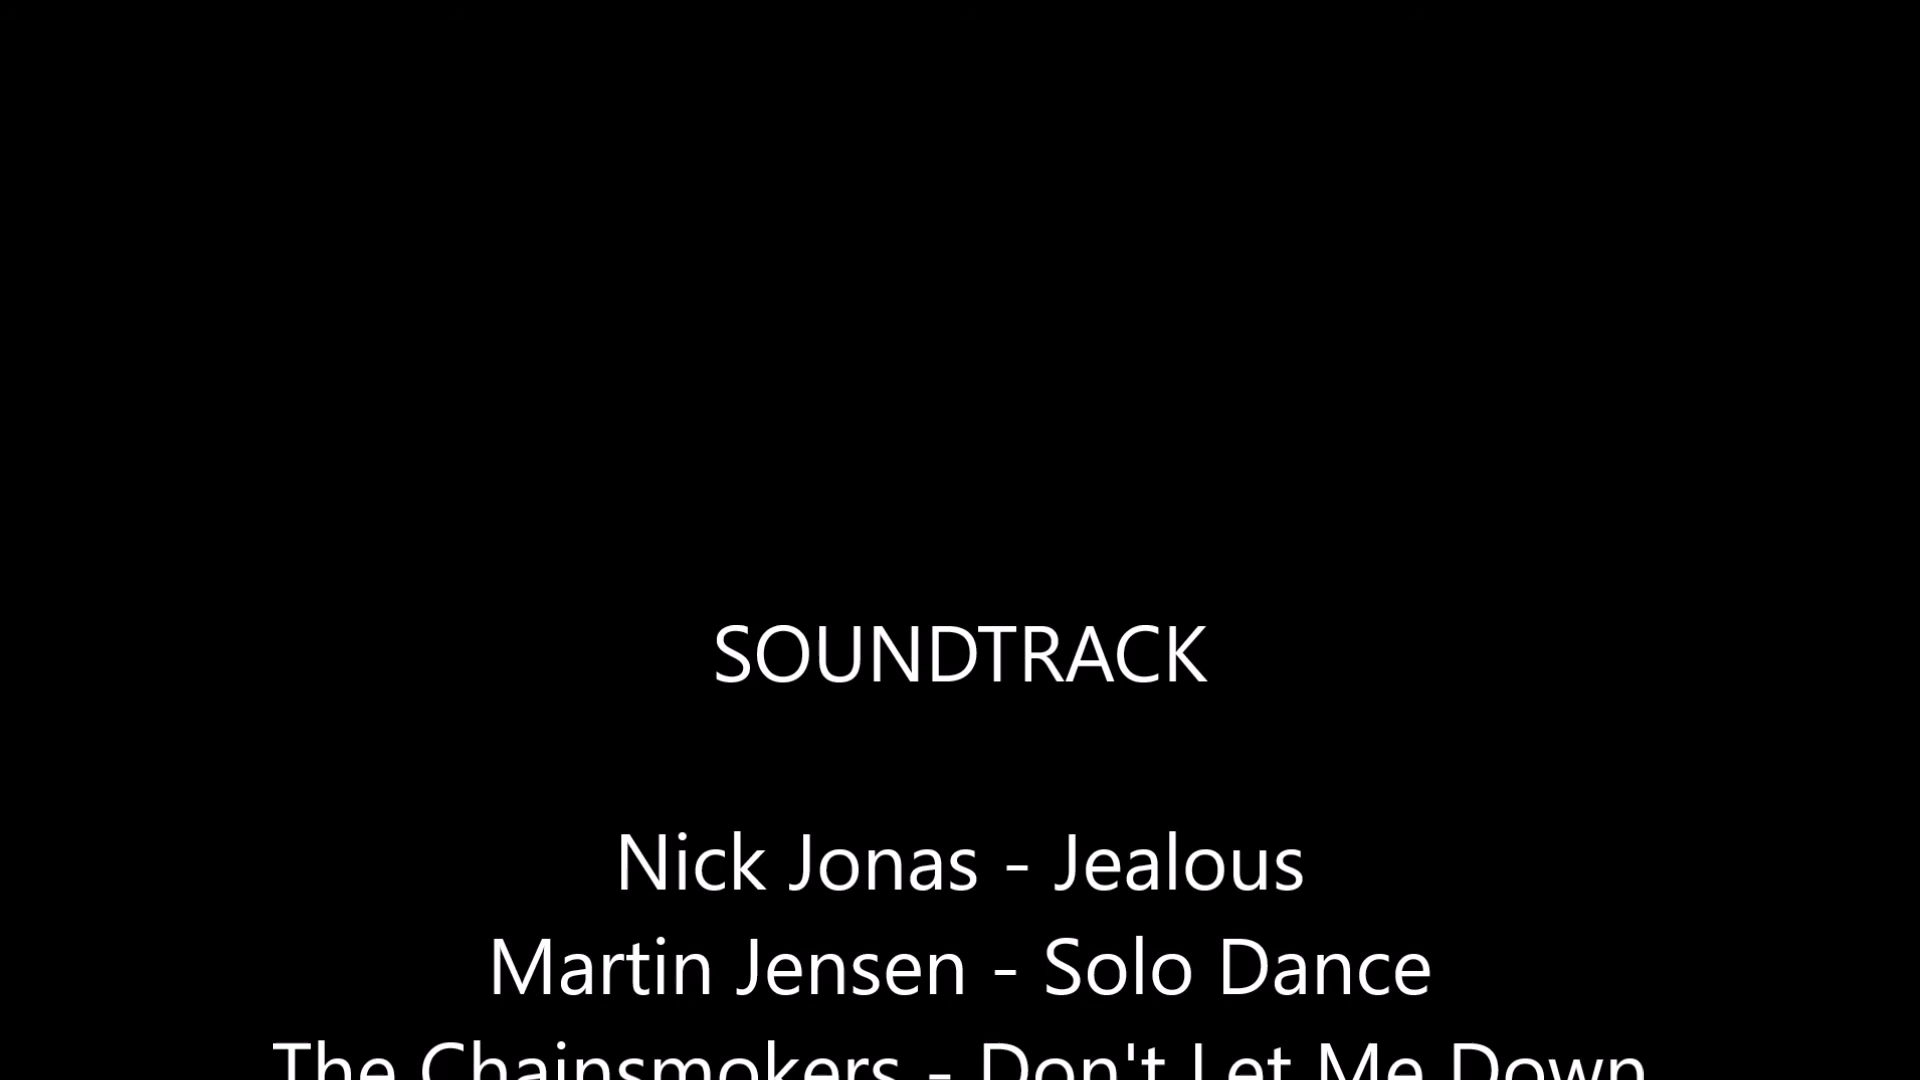 SOUNDTRACK
Nick Jonas - Jealous
Martin Jensen - Solo Dance
The Chainsmokers - Don't Let Me Down